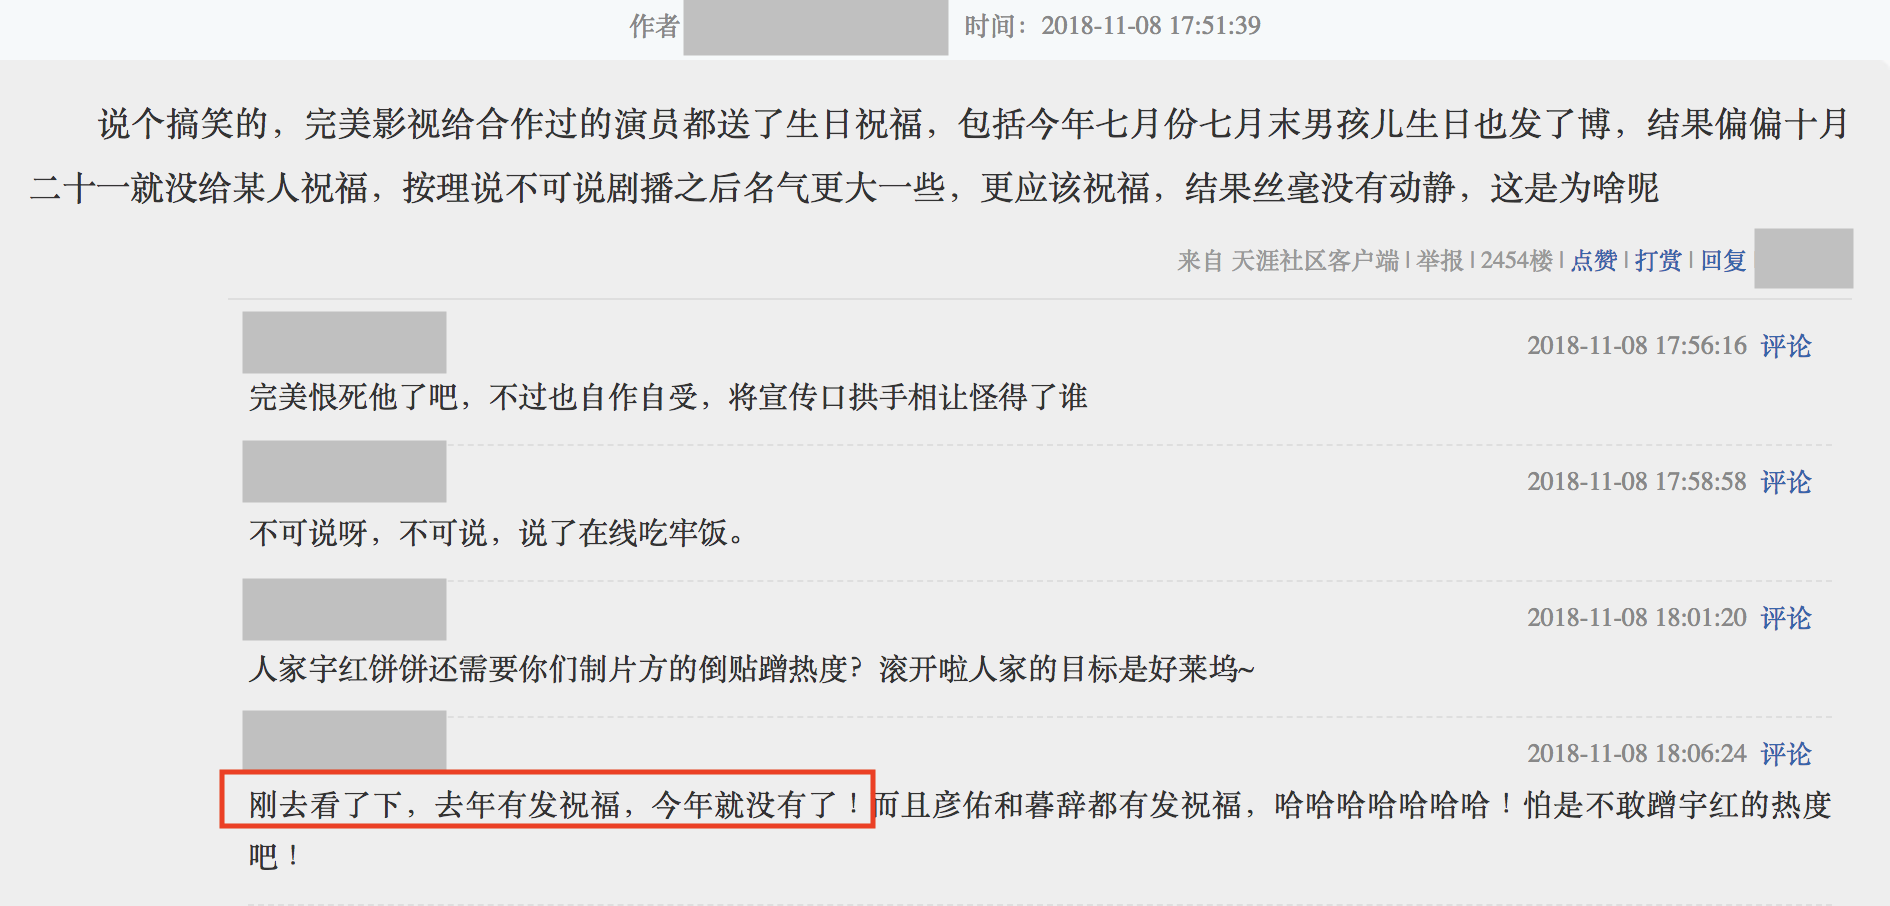 作者 时间：2018-11-08 17:51:39
说个搞笑的，完美影视给合作过的演员都送了生日祝福，包括今年七月份七月末男孩儿生日也发了博，结果偏偏十月
二十一就没给某人祝福，按理说不可说剧播之后名气更大一些，更应该祝福，结果丝毫没有动静，这是为啥呢
来自 天涯社区客户端 | 举报 | 2454楼 | 点赞 | 打赏 | 回复
2018-11-08 17:56:16 评论
完美恨死他了吧，不过也自作自受，将宣传口拱手相让怪得了谁
2018-11-08 17:58:58 评论
不可说呀，不可说，说了在线吃牢饭。
2018-11-08 18:01:20 评论
人家宇红饼饼还需要你们制片方的倒贴蹭热度？滚开啦人家的目标是好莱坞~
2018-11-08 18:06:24 评论
刚去看了下，去年有发祝福，今年就没有了！而且彦佑和暮辞都有发祝福，哈哈哈哈哈哈哈！怕是不敢蹭宇红的热度
吧！